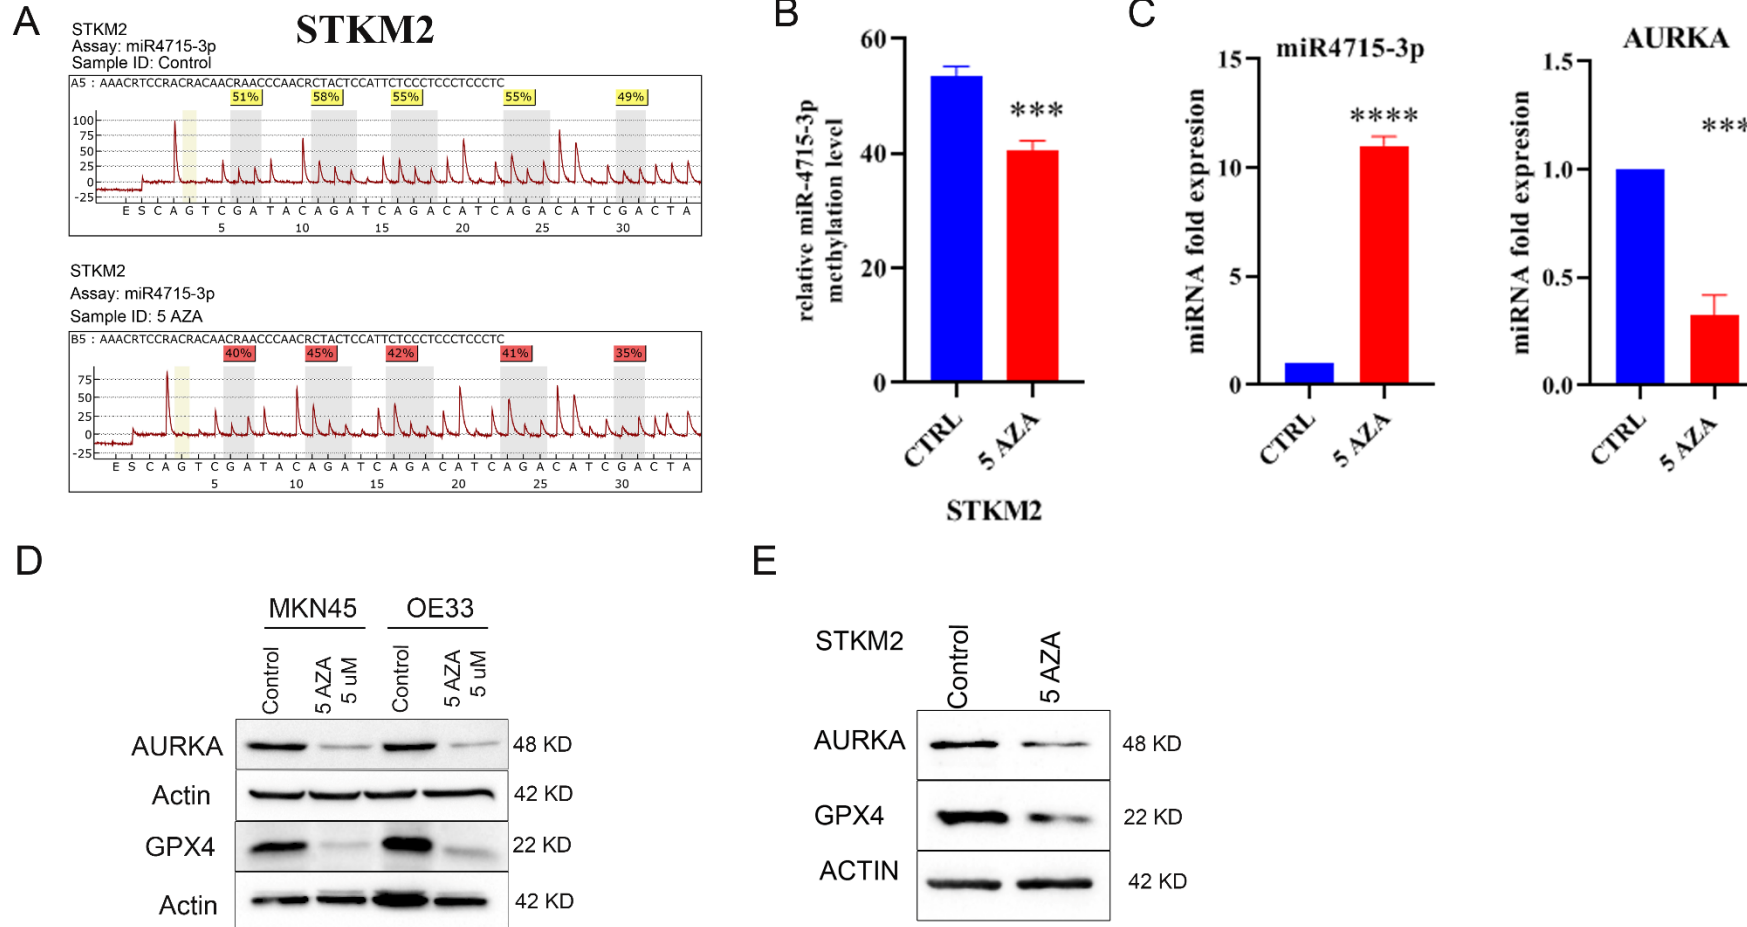 A
STKM2
STKM2
Assay: miR4715-3p
Sample ID: Control
A5 : AAACRTCCRACRACAACRAACCCAACRCTACTCCATTCTCCCTCCCTCCCTC
51% 58% 55% 55% 49%
100
75
50
25
0
-25
E S C A G T C G A T A C A G A T C A G A C A T C A G A C A T C G A C T A
5 10 15 20 25 30
STKM2
Assay: miR4715-3p
Sample ID: 5 AZA
B5 : AAACRTCCRACRACAACRAACCCAACRCTACTCCATTCTCCCTCCCTCCCTC
40% 45% 42% 41% 35%
75
50
25
0
-25
E S C A G T C G A T A C A G A T C A G A C A T C A G A C A T C G A C T A
5 10 15 20 25 30
B
relative miR-4715-3p
methylation level
60
40
20
0
***
CTRL
5 AZA
STKM2
C
miR4715-3p
miRNA fold expresion
15
10
5
0
****
CTRL
5 AZA
AURKA
miRNA fold expresion
1.5
1.0
0.5
0.0
***
CTRL
5 AZA
D
MKN45 OE33
Control
5 AZA
5 uM
Control
5 AZA
5 uM
AURKA 48 KD
Actin 42 KD
GPX4 22 KD
Actin 42 KD
E
STKM2
Control
5 AZA
AURKA 48 KD
GPX4 22 KD
ACTIN 42 KD